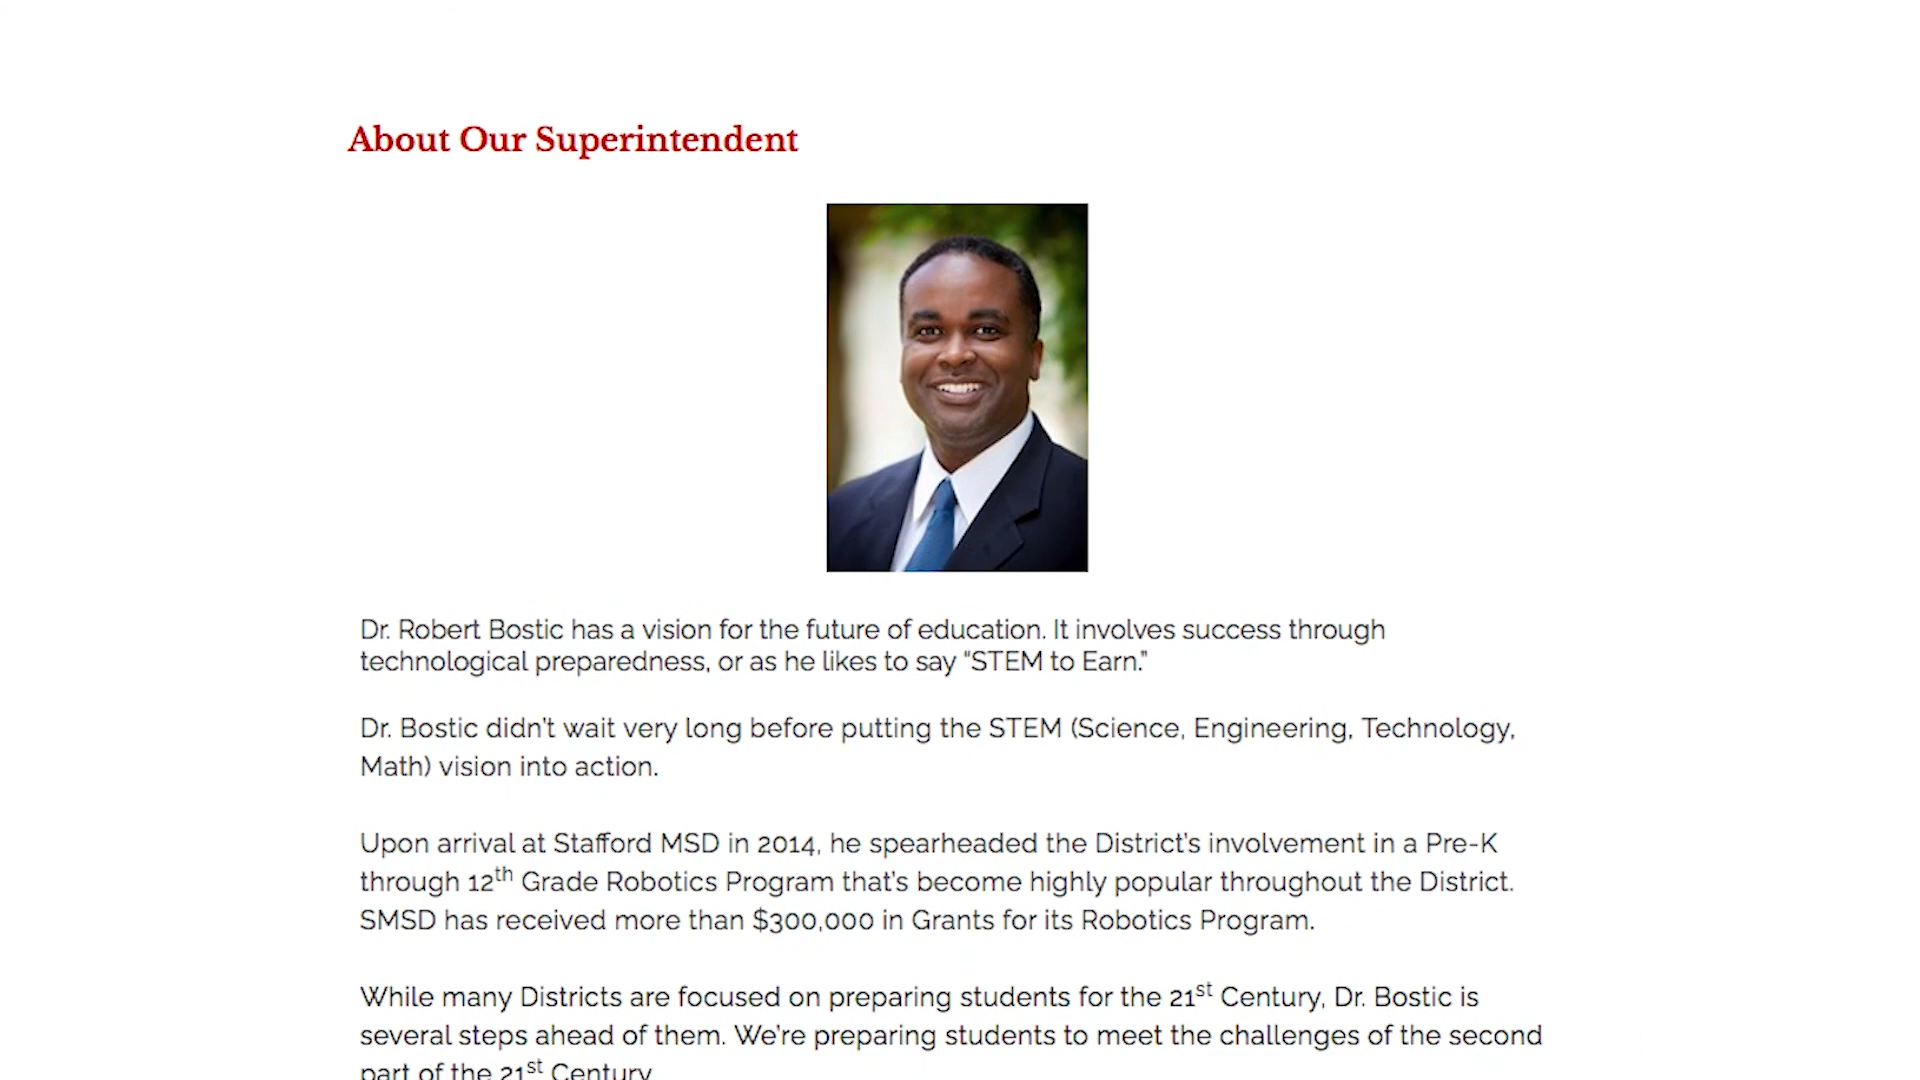 About Our Superintendent
Dr. Robert Bostic has a vision for the future of education. It involves success through
technological preparedness, or as he likes to say "STEM to Earn."
Dr. Bostic didn't wait very long before putting the STEM (Science, Engineering, Technology,
Math) vision into action.
Upon arrival at Stafford MSD in 2014, he spearheaded the District's involvement in a Pre-K
through 12th Grade Robotics Program that's become highly popular throughout the District.
SMSD has received more than $300,000 in Grants for its Robotics Program.
While many Districts are focused on preparing students for the 21st Century, Dr. Bostic is
several steps ahead of them. We're preparing students to meet the challenges of the second
part of the 21st Century